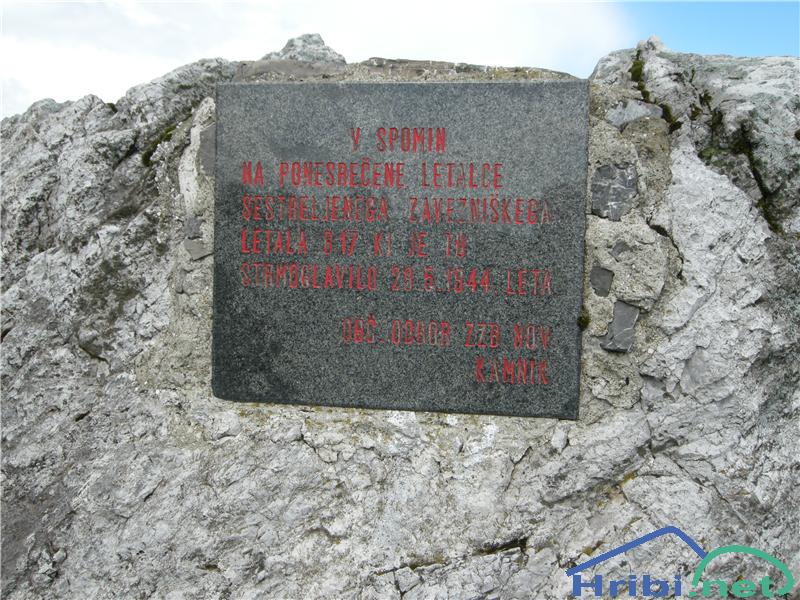 V SPOMIN
NA PONESREČENE LETALCE
SESTRELJENEGA ZAVEZNIŠKEGA
LETALA B17 KI JE TU
STRMOGLAVILO 29.5.1944. LETA
OBČ. ODBOR ZZB NOV
KAMNIK
Hribi.net